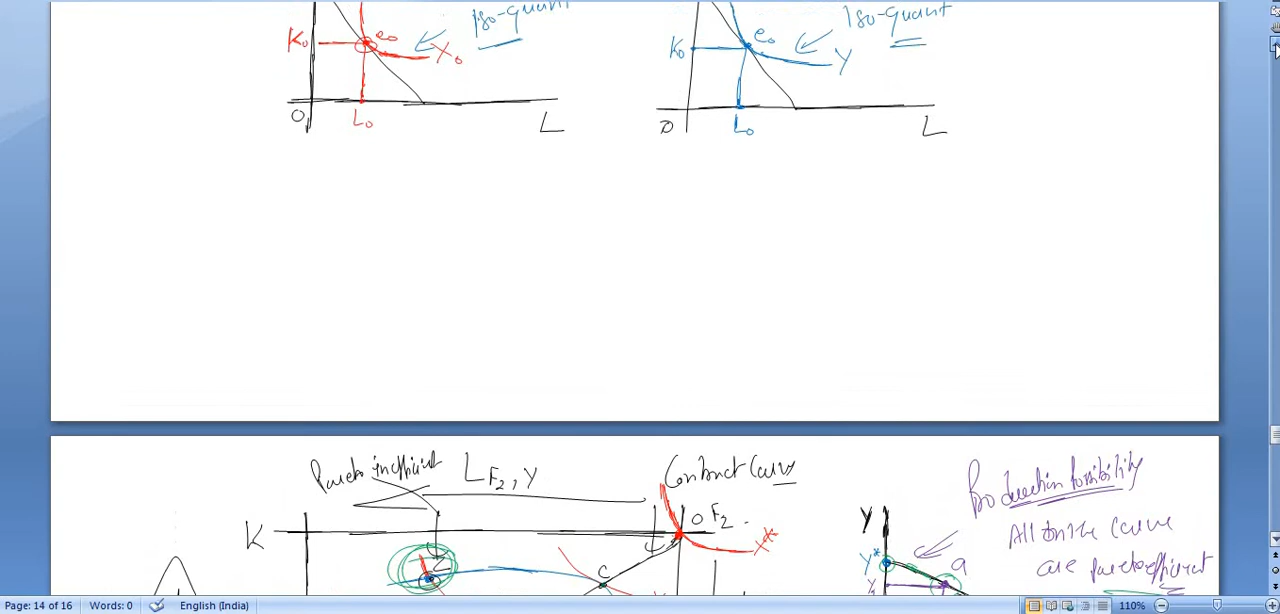 Iso-quant
Iso-quant
K₀
e₀
X₀
K₀
e₀
Y
O
L₀
L
L₀
L
Pareto inefficient
L F₂, Y
Contract Curve
Production Possibility
K
O F₂
X*
Y
All on the curve
Y*
a
are pareto efficient
C
Page: 14 of 16
Words: 0
English (India)
110%